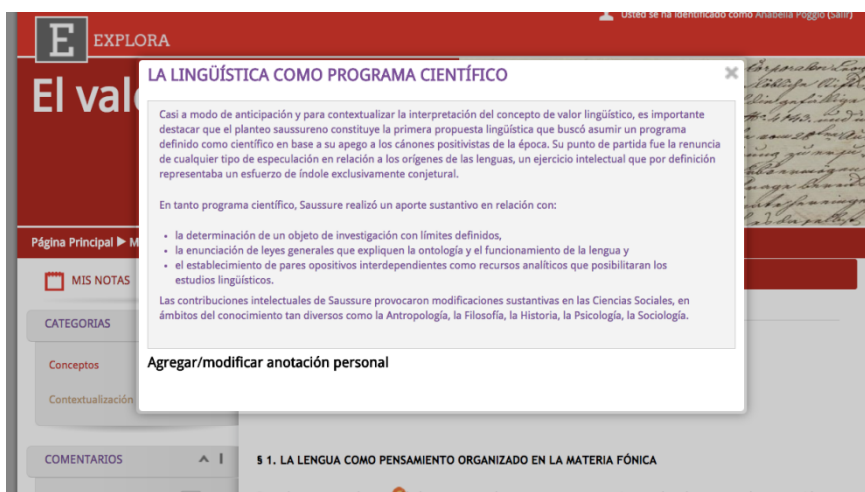 Usted se ha identificado como Anabella Poggio (Salir)
E EXPLORA
El val
LA LINGÜÍSTICA COMO PROGRAMA CIENTÍFICO
Casi a modo de anticipación y para contextualizar la interpretación del concepto de valor lingüístico, es importante
destacar que el planteo saussureno constituye la primera propuesta lingüística que buscó asumir un programa
definido como científico en base a su apego a los cánones positivistas de la época. Su punto de partida fue la renuncia
de cualquier tipo de especulación en relación a los orígenes de las lenguas, un ejercicio intelectual que por definición
representaba un esfuerzo de índole exclusivamente conjetural.
En tanto programa científico, Saussure realizó un aporte sustantivo en relación con:
• la determinación de un objeto de investigación con límites definidos,
• la enunciación de leyes generales que expliquen la ontología y el funcionamiento de la lengua y
• el establecimiento de pares opositivos interdependientes como recursos analíticos que posibilitaran los
estudios lingüísticos.
Las contribuciones intelectuales de Saussure provocaron modificaciones sustantivas en las Ciencias Sociales, en
ámbitos del conocimiento tan diversos como la Antropología, la Filosofía, la Historia, la Psicología, la Sociología.
Agregar/modificar anotación personal
Página Principal ▶ M
MIS NOTAS
CATEGORIAS
Conceptos
Contextualización
COMENTARIOS
§ 1. LA LENGUA COMO PENSAMIENTO ORGANIZADO EN LA MATERIA FÓNICA